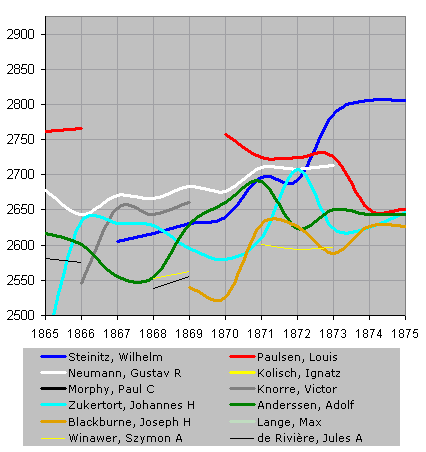 2900
2850
2800
2750
2700
2650
2600
2550
2500
1865 1866 1867 1868 1869 1870 1871 1872 1873 1874 1875
Steinitz, Wilhelm Paulsen, Louis
Neumann, Gustav R Kolisch, Ignatz
Morphy, Paul C Knorre, Victor
Zukertort, Johannes H Anderssen, Adolf
Blackburne, Joseph H Lange, Max
Winawer, Szymon A de Rivière, Jules A